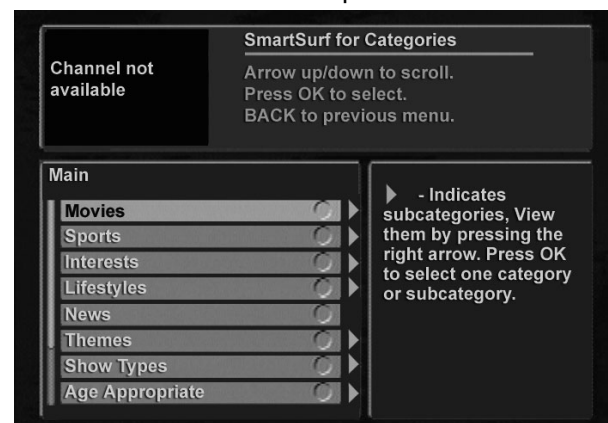 SmartSurf for Categories
Channel not
available
Arrow up/down to scroll.
Press OK to select.
BACK to previous menu.
Main
Movies
Sports
Interests
Lifestyles
News
Themes
Show Types
Age Appropriate
- Indicates
subcategories, View
them by pressing the
right arrow. Press OK
to select one category
or subcategory.